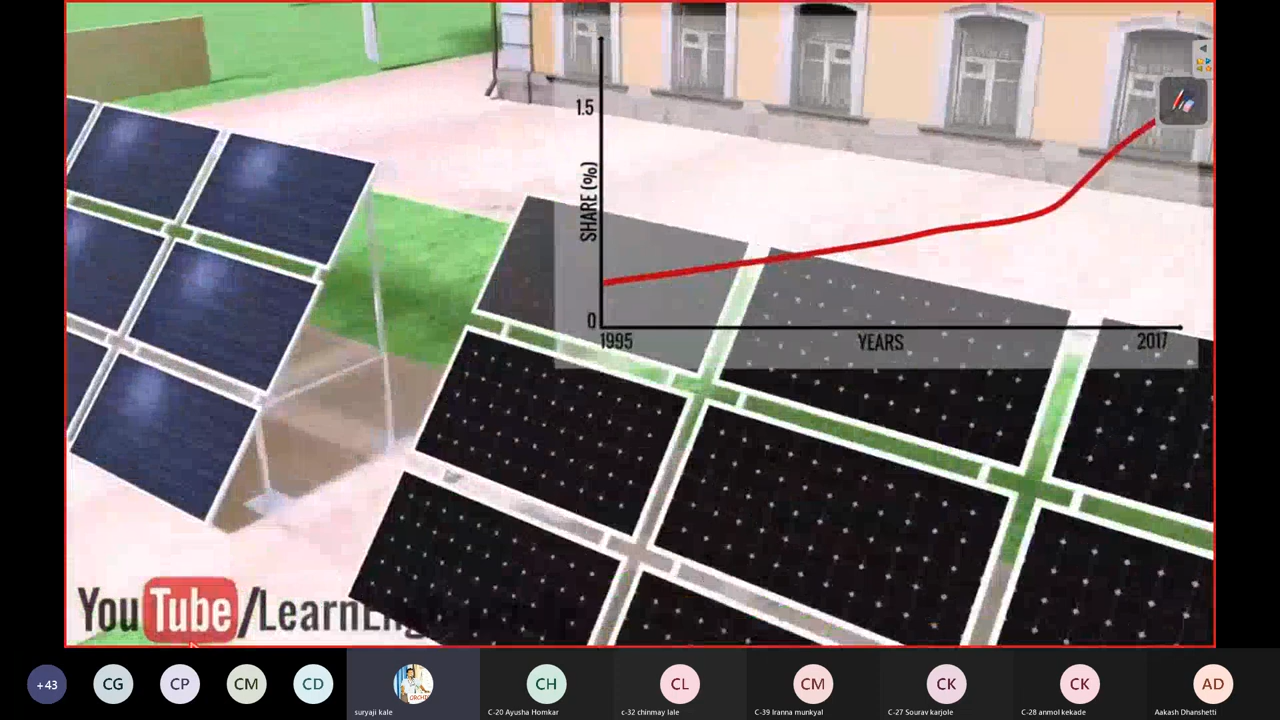 1.5
SHARE (%)
0
1995
YEARS
2017
YouTube/LearnEng
+43
CG
CP
CM
CD
CH
CL
CM
CK
CK
AD
suryaji kale
C-20 Ayusha Homkar
c-32 chinmay lale
C-39 Iranna munkyal
C-27 Sourav karjole
C-28 anmol kekade
Aakash Dhanshetti